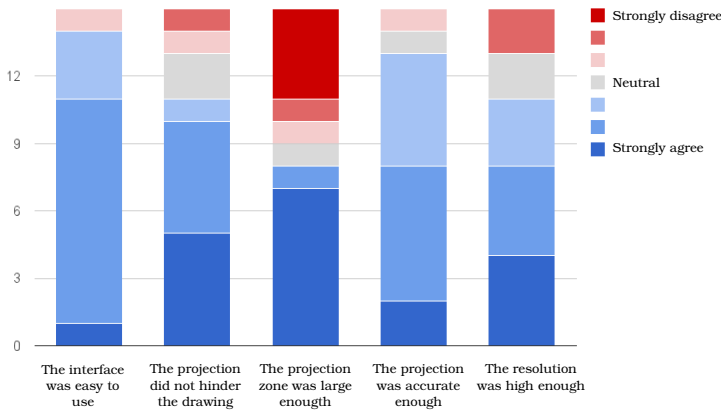 Strongly disagree
Neutral
Strongly agree
12
9
6
3
0
The interface
was easy to
use
The projection
did not hinder
the drawing
The projection
zone was large
enougth
The projection
was accurate
enough
The resolution
was high enough